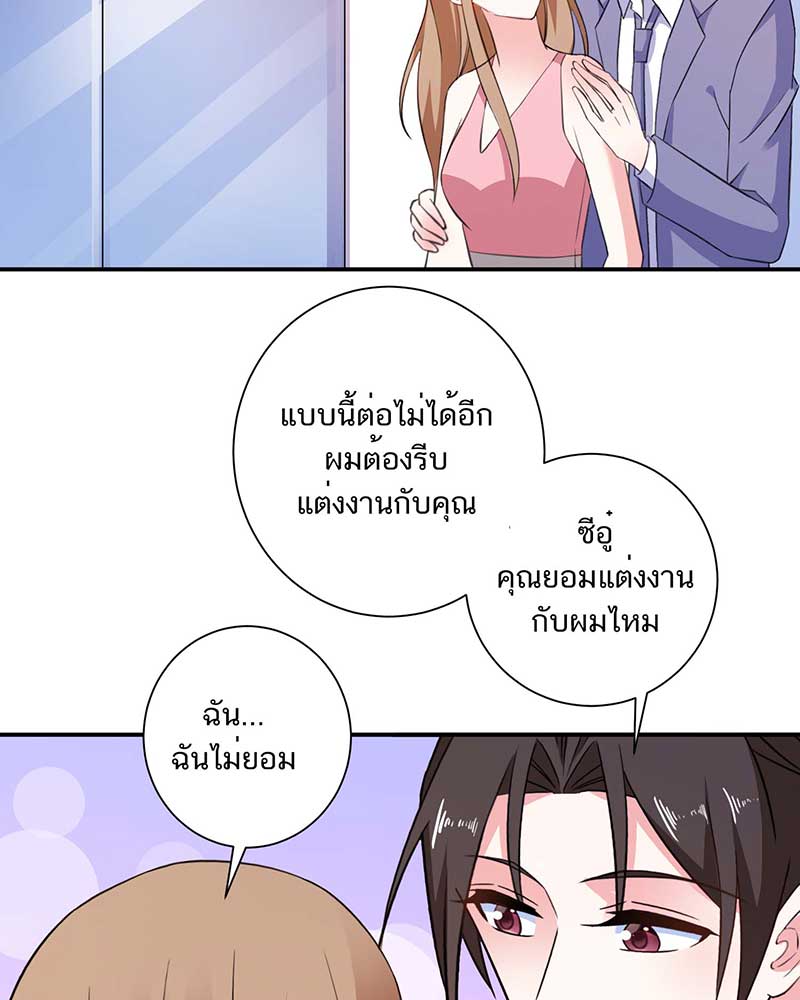 แบบนี้ต่อไม่ได้อีก
ผมต้องรีบ
แต่งงานกับคุณ
ซีอู๋
คุณยอมแต่งงาน
กับผมไหม
ฉัน...
ฉันไม่ยอม